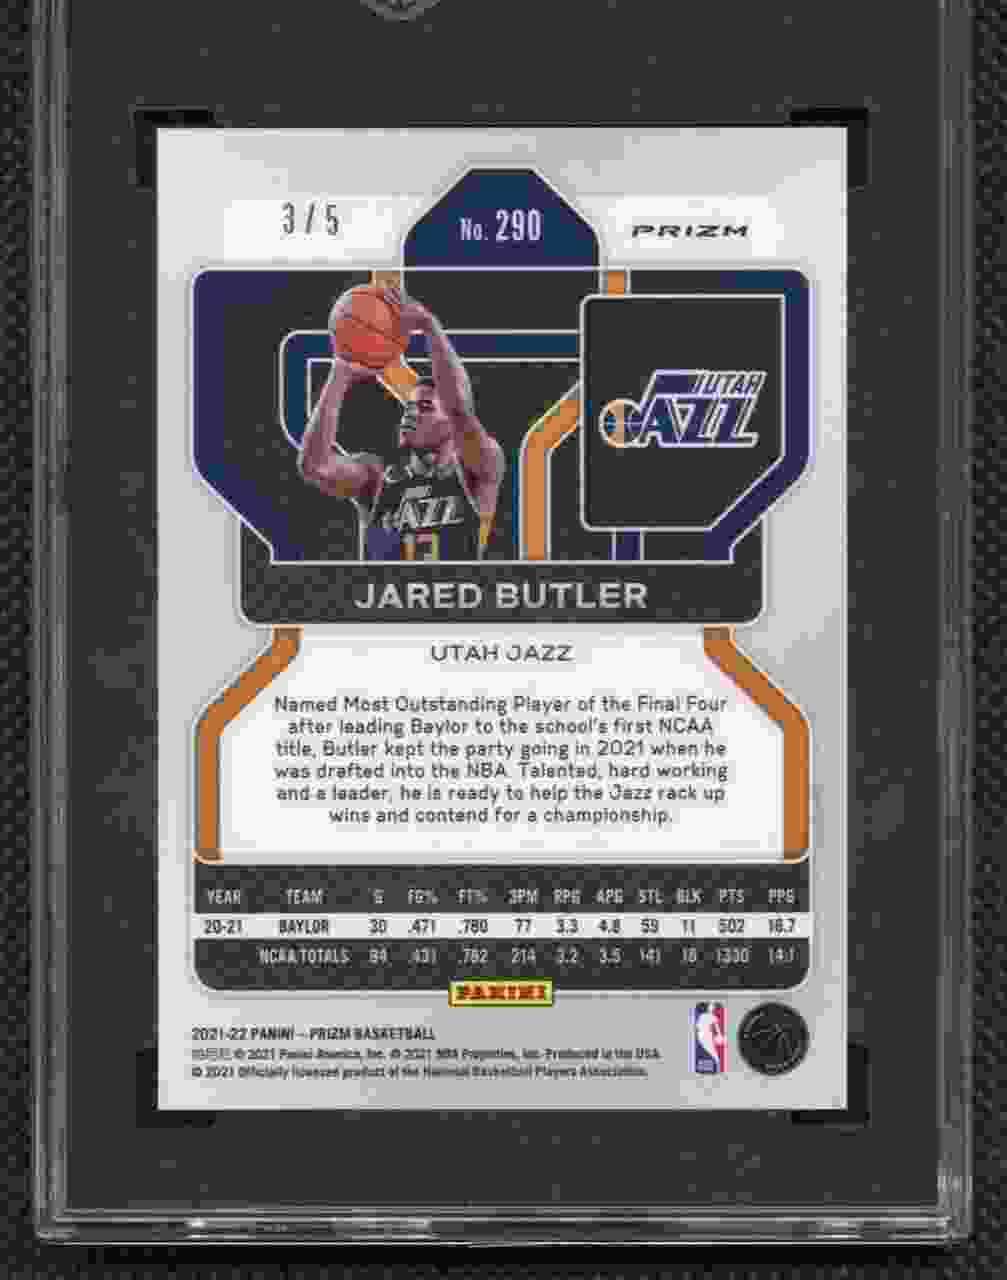 3 / 5
No. 290
PRIZM
UTAH
JAZZ
JAZZ
13
JARED BUTLER
UTAH JAZZ
Named Most Outstanding Player of the Final Four
after leading Baylor to the school's first NCAA
title, Butler kept the party going in 2021 when he
was drafted into the NBA. Talented, hard working
and a leader, he is ready to help the Jazz rack up
wins and contend for a championship.
YEAR TEAM G FG% FT% 3PM RPG APG STL BLK PTS PPG
20-21 BAYLOR 30 .471 .780 77 3.3 4.8 59 11 502 16.7
NCAA TOTALS 94 .431 .782 214 3.2 3.5 141 18 1330 14.1
PANINI
2021-22 PANINI – PRIZM BASKETBALL
© 2021 Panini America, Inc. © 2021 NBA Properties, Inc. Produced in the USA.
© 2021 Officially licensed product of the National Basketball Players Association.